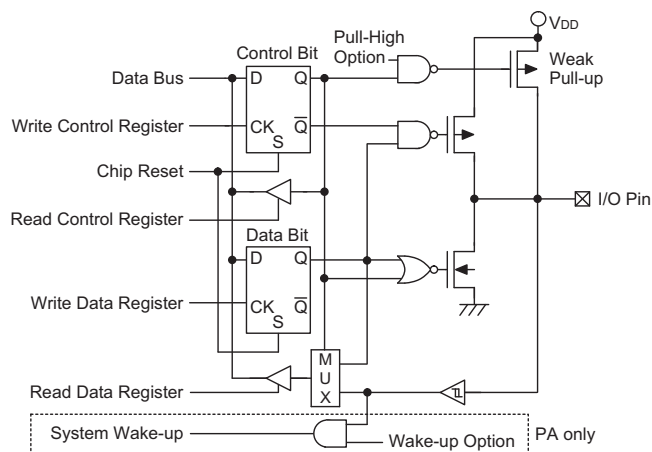 Control Bit
Pull-High
Option
V_DD
Weak
Pull-up
Data Bus
D
Q
Write Control Register
CK
Q̅
S
Chip Reset
Read Control Register
I/O Pin
Data Bit
D
Q
Write Data Register
CK
Q̅
S
M
U
X
Read Data Register
System Wake-up
Wake-up Option
PA only